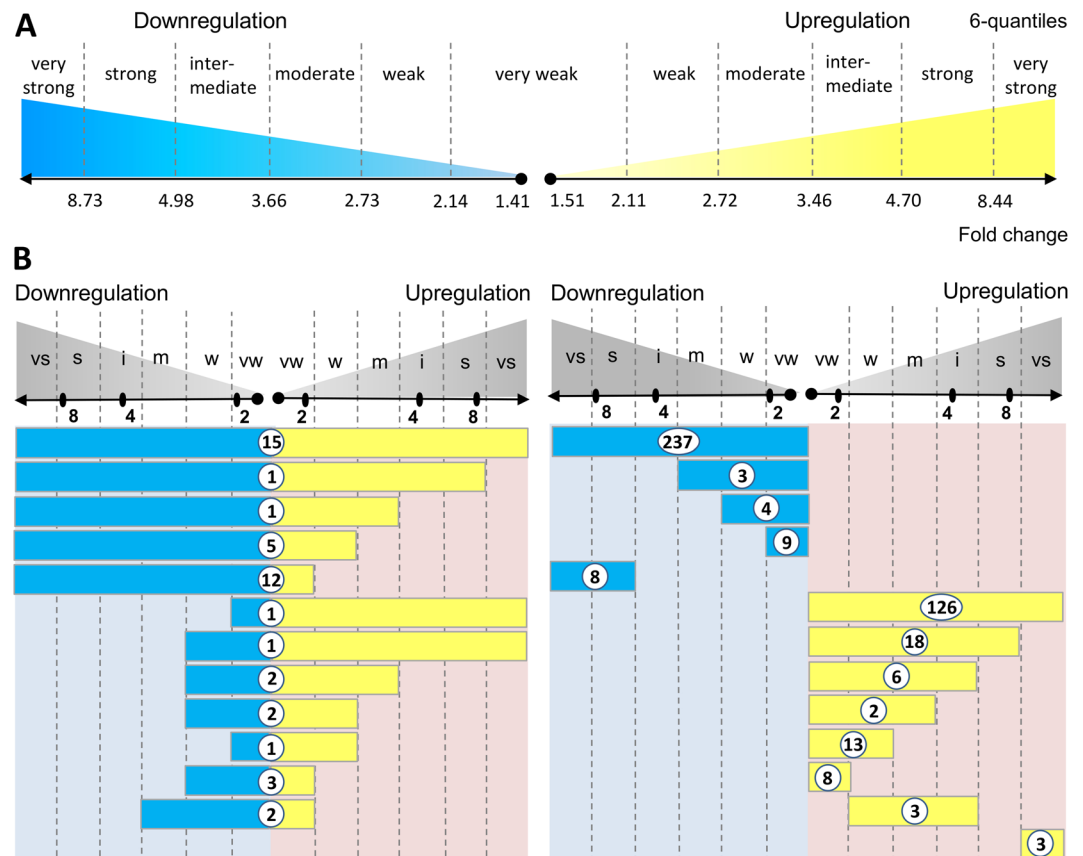 A
Downregulation Upregulation 6-quantiles
very strong inter- moderate weak very weak weak moderate inter- strong very
strong mediate mediate strong
8.73 4.98 3.66 2.73 2.14 1.41 1.51 2.11 2.72 3.46 4.70 8.44
Fold change
B
Downregulation Upregulation
vs s i m w vw vw w m i s vs
8 4 2 2 4 8
15
1
1
5
12
1
1
2
2
1
3
2
Downregulation Upregulation
vs s i m w vw vw w m i s vs
8 4 2 2 4 8
237
3
4
9
8
126
18
6
2
13
8
3
3